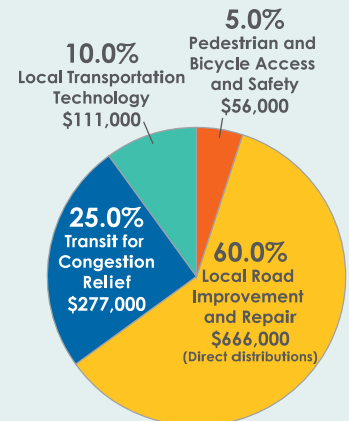 5.0%
Pedestrian and
Bicycle Access
and Safety
$56,000
10.0%
Local Transportation
Technology
$111,000
25.0%
Transit for
Congestion
Relief
$277,000
60.0%
Local Road
Improvement
and Repair
$666,000
(Direct distributions)